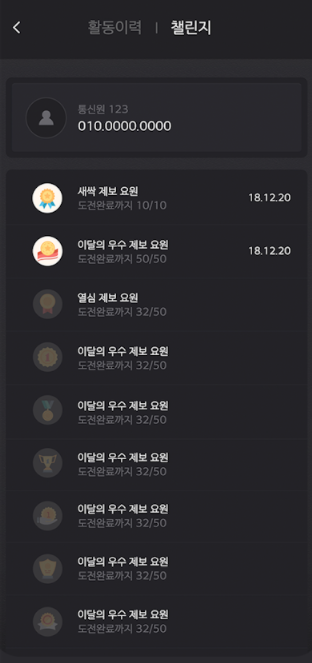 활동이력 | 챌린지
통신원 123
010.0000.0000
새싹 제보 요원
도전완료까지 10/10
18.12.20
이달의 우수 제보 요원
도전완료까지 50/50
18.12.20
열심 제보 요원
도전완료까지 32/50
이달의 우수 제보 요원
도전완료까지 32/50
이달의 우수 제보 요원
도전완료까지 32/50
이달의 우수 제보 요원
도전완료까지 32/50
이달의 우수 제보 요원
도전완료까지 32/50
이달의 우수 제보 요원
도전완료까지 32/50
이달의 우수 제보 요원
도전완료까지 32/50